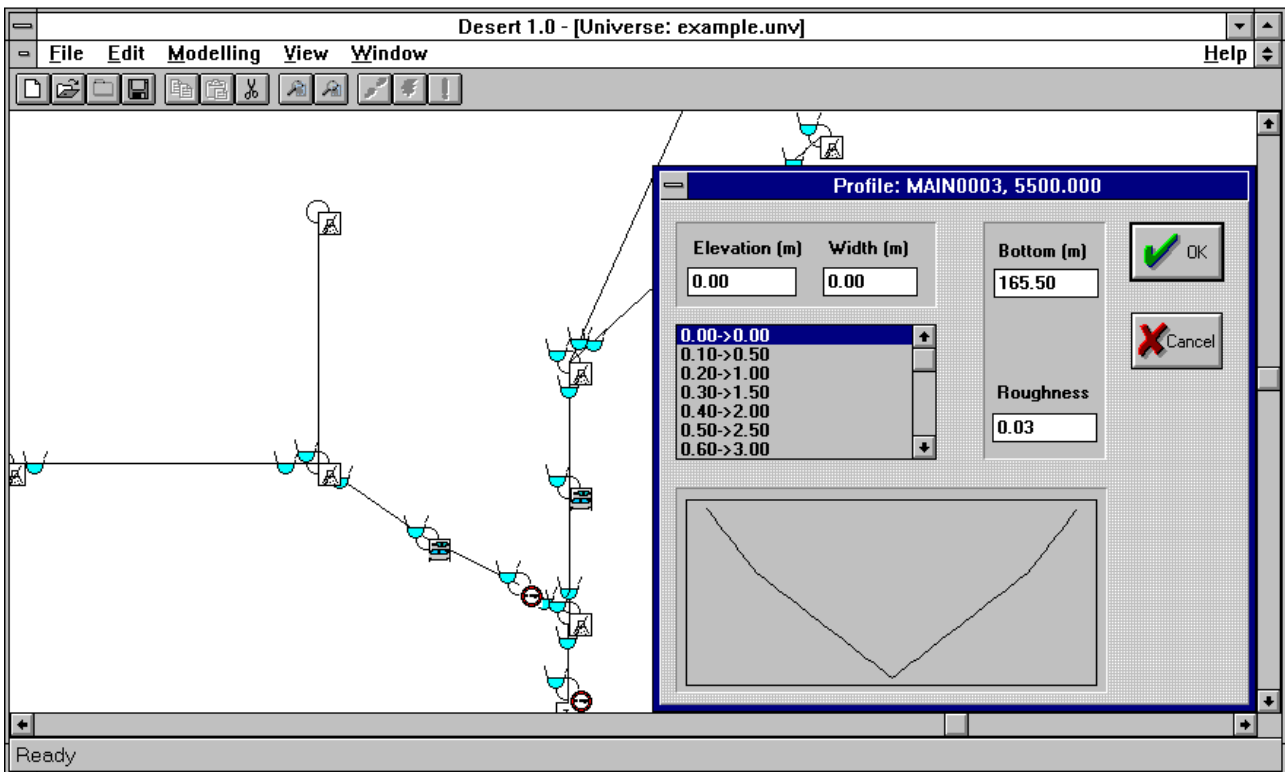 Desert 1.0 - [Universe: example.unv]
File Edit Modelling View Window Help
Profile: MAIN0003, 5500.000
Elevation (m) Width (m) Bottom (m) OK
0.00 0.00 165.50
0.00->0.00
0.10->0.50
0.20->1.00
0.30->1.50
0.40->2.00
0.50->2.50
0.60->3.00
Cancel
Roughness
0.03
Ready